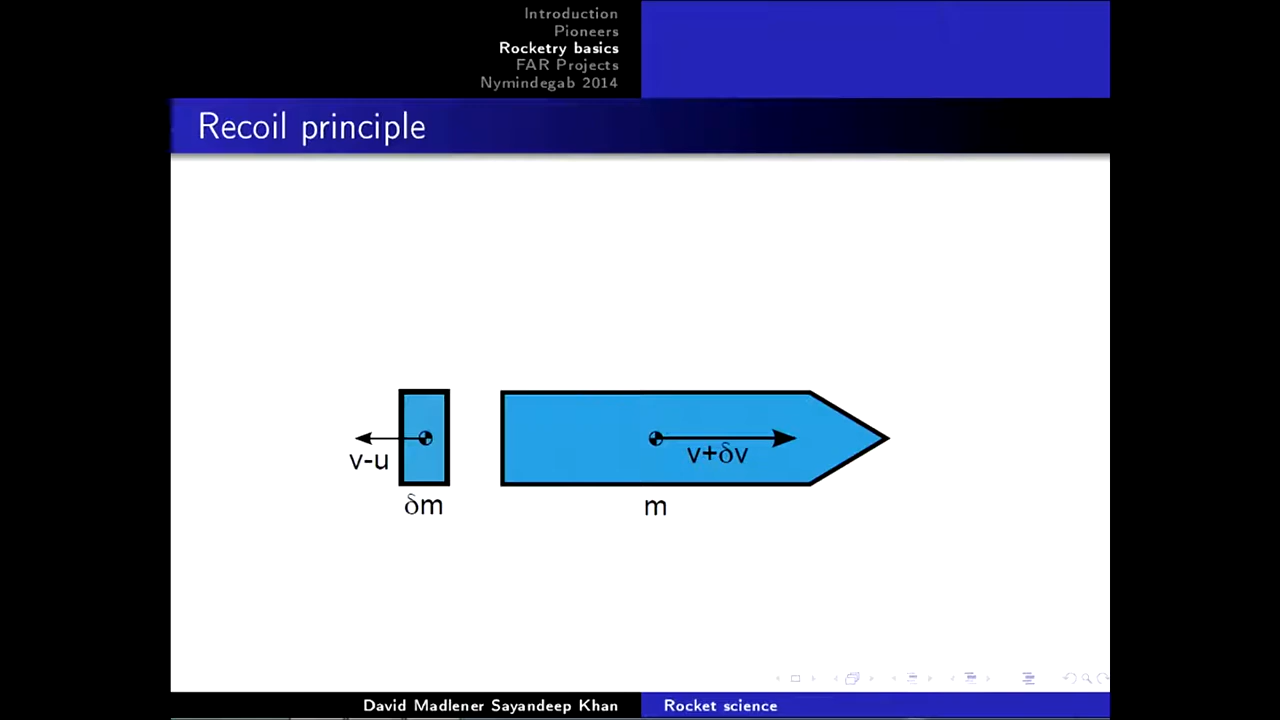 Introduction
Pioneers
Rocketry basics
FAR Projects
Nymindegab 2014
Recoil principle
v-u
v+δv
δm
m
David Madlener Sayandeep Khan
Rocket science